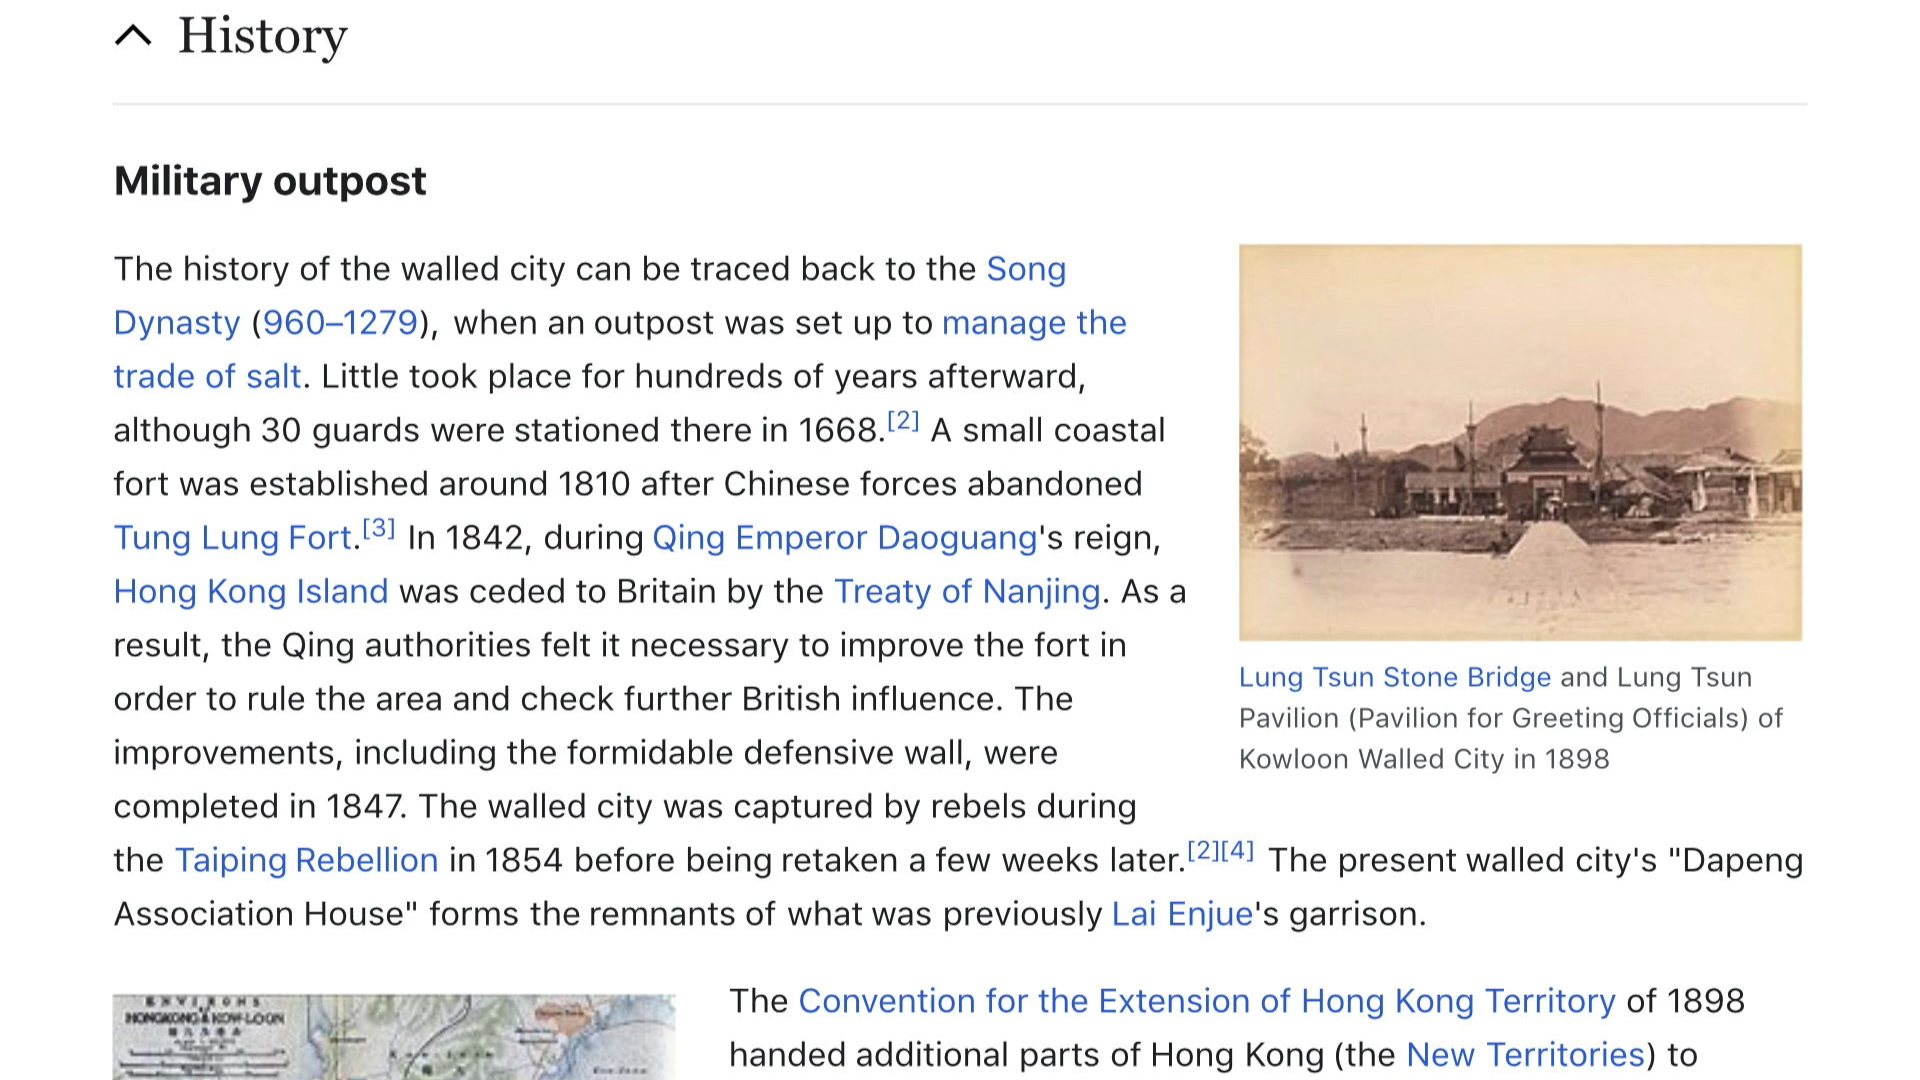 History
Military outpost
The history of the walled city can be traced back to the Song
Dynasty (960–1279), when an outpost was set up to manage the
trade of salt. Little took place for hundreds of years afterward,
although 30 guards were stationed there in 1668.[2] A small coastal
fort was established around 1810 after Chinese forces abandoned
Tung Lung Fort.[3] In 1842, during Qing Emperor Daoguang's reign,
Hong Kong Island was ceded to Britain by the Treaty of Nanjing. As a
result, the Qing authorities felt it necessary to improve the fort in
order to rule the area and check further British influence. The
improvements, including the formidable defensive wall, were
completed in 1847. The walled city was captured by rebels during
the Taiping Rebellion in 1854 before being retaken a few weeks later.[2][4] The present walled city's "Dapeng
Association House" forms the remnants of what was previously Lai Enjue's garrison.
Lung Tsun Stone Bridge and Lung Tsun
Pavilion (Pavilion for Greeting Officials) of
Kowloon Walled City in 1898
ENVIRONS
HONGKONG & KOW-LOON
The Convention for the Extension of Hong Kong Territory of 1898
handed additional parts of Hong Kong (the New Territories) to